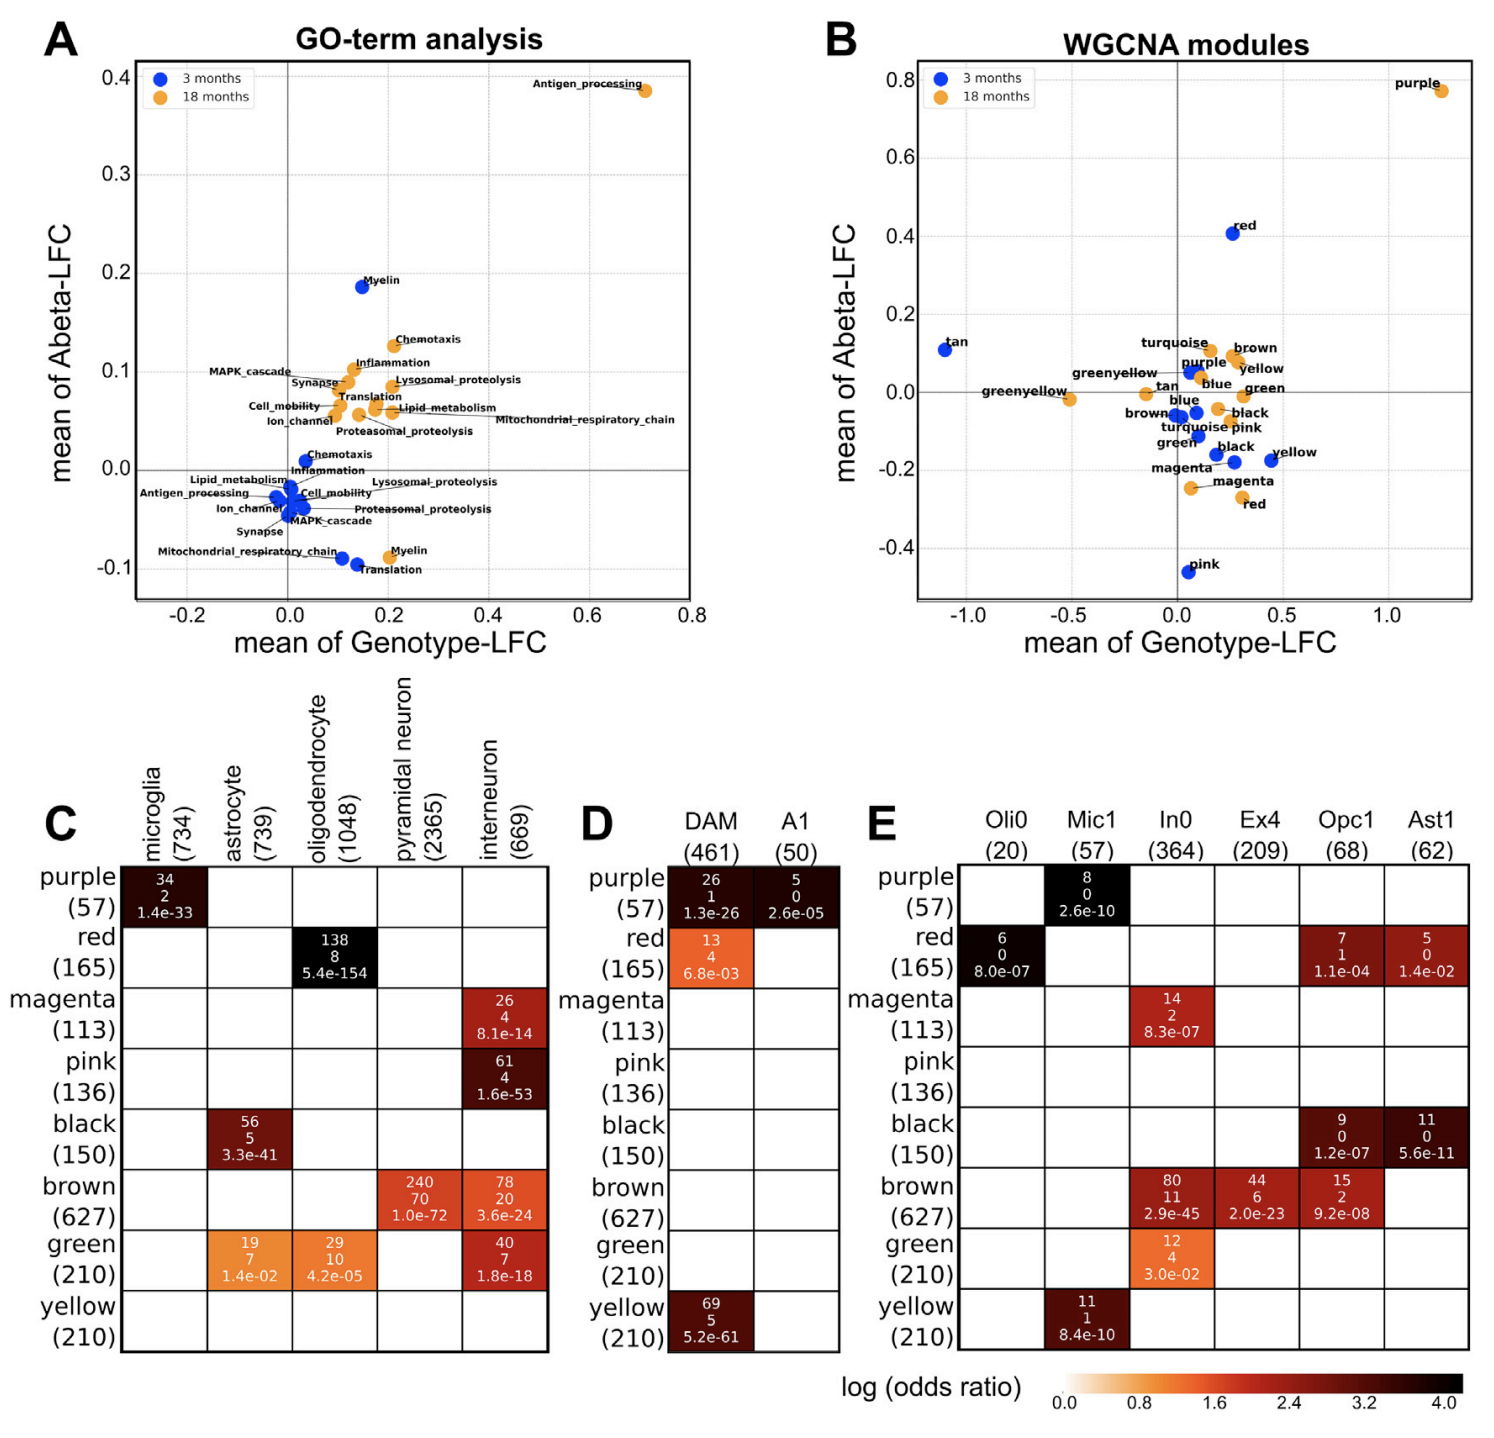 A
GO-term analysis
3 months
18 months
Antigen_processing
Myelin
Chemotaxis
Inflammation
MAPK_cascade
Synapse
Lysosomal_proteolysis
Translation
Cell_mobility
Lipid_metabolism
Ion_channel
Mitochondrial_respiratory_chain
Proteasomal_proteolysis
Chemotaxis
Inflammation
Lipid_metabolism
Lysosomal_proteolysis
Antigen_processing
Cell_mobility
Ion_channel
Proteasomal_proteolysis
MAPK_cascade
Synapse
Mitochondrial_respiratory_chain
Myelin
Translation
0.4
0.3
0.2
0.1
0.0
-0.1
-0.2
0.0
0.2
0.4
0.6
0.8
mean of Abeta-LFC
mean of Genotype-LFC
B
WGCNA modules
3 months
18 months
purple
red
tan
turquoise
brown
purple
yellow
greenyellow
blue
tan
green
greenyellow
blue
brown
black
turquoise
pink
green
black
yellow
magenta
magenta
red
pink
0.8
0.6
0.4
0.2
0.0
-0.2
-0.4
-1.0
-0.5
0.0
0.5
1.0
mean of Abeta-LFC
mean of Genotype-LFC
C
microglia
(734)
astrocyte
(739)
oligodendrocyte
(1048)
pyramidal neuron
(2365)
interneuron
(669)
purple
(57)
34
2
1.4e-33
red
(165)
138
8
5.4e-154
magenta
(113)
26
4
8.1e-14
pink
(136)
61
4
1.6e-53
black
(150)
56
5
3.3e-41
brown
(627)
240
70
1.0e-72
78
20
3.6e-24
green
(210)
19
7
1.4e-02
29
10
4.2e-05
40
7
1.8e-18
yellow
(210)
D
DAM
(461)
A1
(50)
purple
(57)
26
1
1.3e-26
5
0
2.6e-05
red
(165)
13
4
6.8e-03
magenta
(113)
pink
(136)
black
(150)
brown
(627)
green
(210)
yellow
(210)
69
5
5.2e-61
E
Oli0
(20)
Mic1
(57)
In0
(364)
Ex4
(209)
Opc1
(68)
Ast1
(62)
purple
(57)
8
0
2.6e-10
red
(165)
6
0
8.0e-07
7
1
1.1e-04
5
0
1.4e-02
magenta
(113)
14
2
8.3e-07
pink
(136)
black
(150)
9
0
1.2e-07
11
0
5.6e-11
brown
(627)
80
11
2.9e-45
44
6
2.0e-23
15
2
9.2e-08
green
(210)
12
4
3.0e-02
yellow
(210)
11
1
8.4e-10
log (odds ratio)
0.0
0.8
1.6
2.4
3.2
4.0